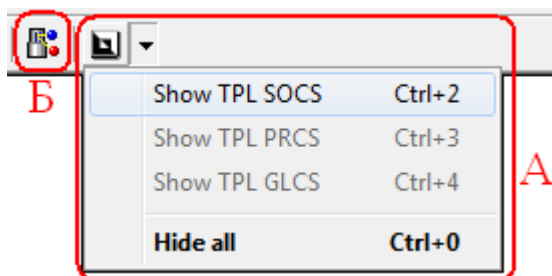 Б
Show TPL SOCS Ctrl+2
Show TPL PRCS Ctrl+3
Show TPL GLCS Ctrl+4
Hide all Ctrl+0
А